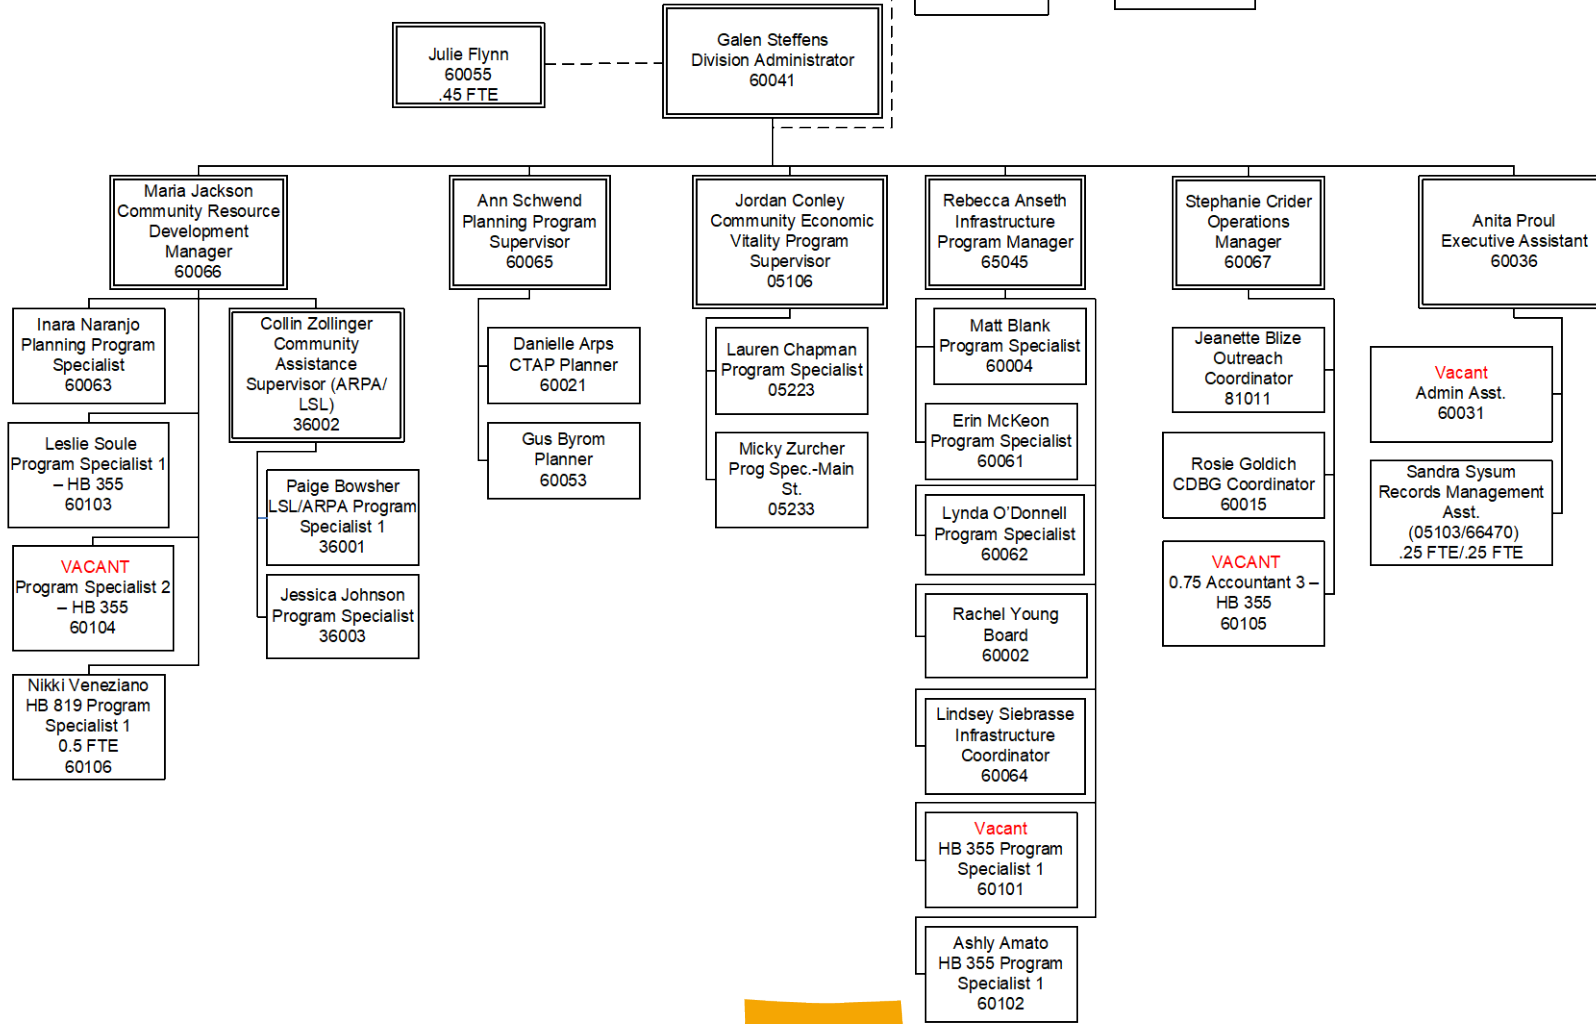 Julie Flynn
60055
.45 FTE
Galen Steffens
Division Administrator
60041
Maria Jackson
Community Resource
Development
Manager
60066
Ann Schwend
Planning Program
Supervisor
60065
Jordan Conley
Community Economic
Vitality Program
Supervisor
05106
Rebecca Anseth
Infrastructure
Program Manager
65045
Stephanie Crider
Operations
Manager
60067
Anita Proul
Executive Assistant
60036
Inara Naranjo
Planning Program
Specialist
60063
Collin Zollinger
Community
Assistance
Supervisor (ARPA/
LSL)
36002
Leslie Soule
Program Specialist 1
– HB 355
60103
Paige Bowsher
LSL/ARPA Program
Specialist 1
36001
VACANT
Program Specialist 2
– HB 355
60104
Jessica Johnson
Program Specialist
36003
Nikki Veneziano
HB 819 Program
Specialist 1
0.5 FTE
60106
Danielle Arps
CTAP Planner
60021
Gus Byrom
Planner
60053
Lauren Chapman
Program Specialist
05223
Micky Zurcher
Prog Spec.-Main
St.
05233
Matt Blank
Program Specialist
60004
Erin McKeon
Program Specialist
60061
Lynda O'Donnell
Program Specialist
60062
Rachel Young
Board
60002
Lindsey Siebrasse
Infrastructure
Coordinator
60064
Vacant
HB 355 Program
Specialist 1
60101
Ashly Amato
HB 355 Program
Specialist 1
60102
Jeanette Blize
Outreach
Coordinator
81011
Rosie Goldich
CDBG Coordinator
60015
VACANT
0.75 Accountant 3 –
HB 355
60105
Vacant
Admin Asst.
60031
Sandra Sysum
Records Management
Asst.
(05103/66470)
.25 FTE/.25 FTE